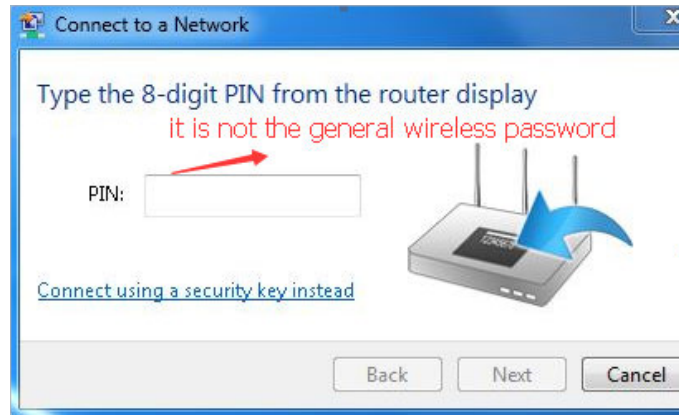 Connect to a Network
Type the 8-digit PIN from the router display
it is not the general wireless password
PIN:
12345678
Connect using a security key instead
Back Next Cancel